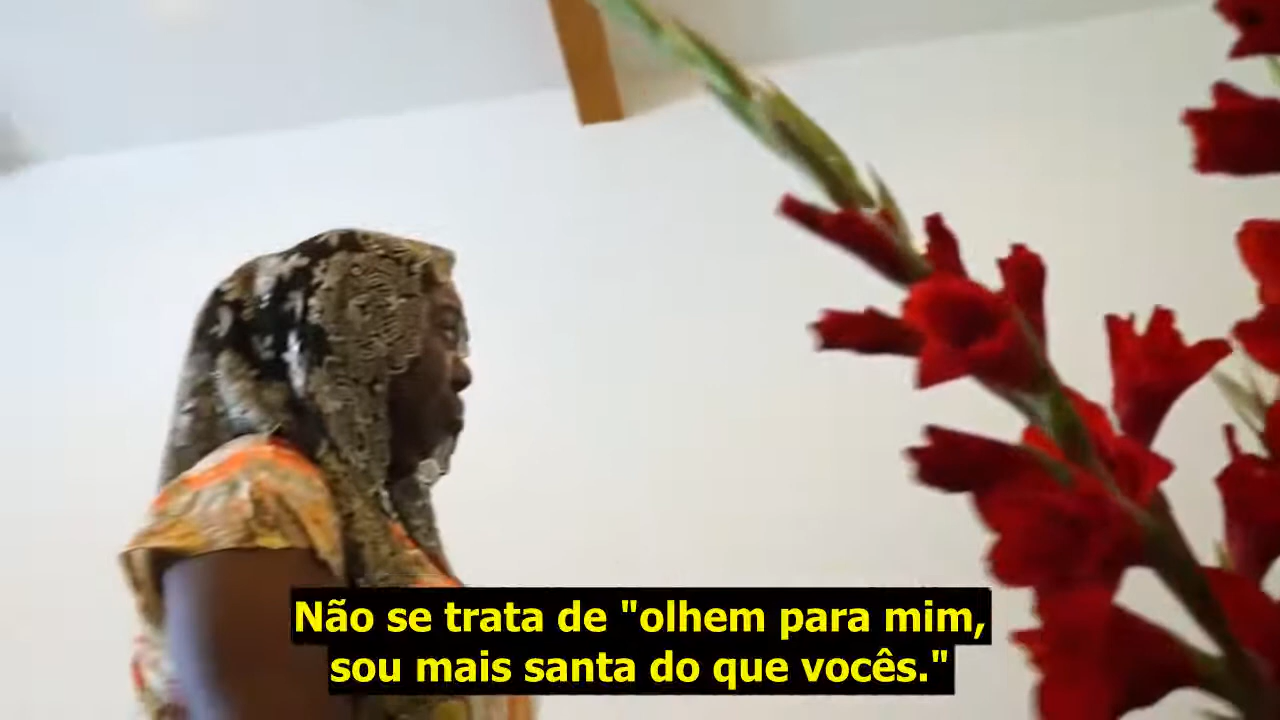 Não se trata de "olhem para mim,
sou mais santa do que vocês."